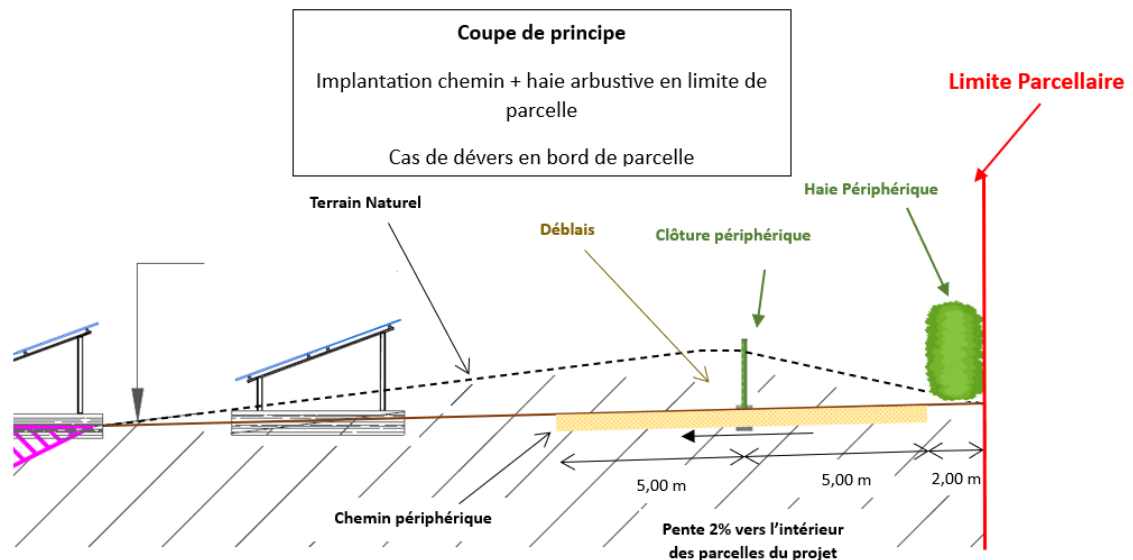 Coupe de principe
Implantation chemin + haie arbustive en limite de
parcelle
Cas de dévers en bord de parcelle
Limite Parcellaire
Haie Périphérique
Terrain Naturel
Déblais
Clôture périphérique
5,00 m
5,00 m
2,00 m
Chemin périphérique
Pente 2% vers l’intérieur
des parcelles du projet